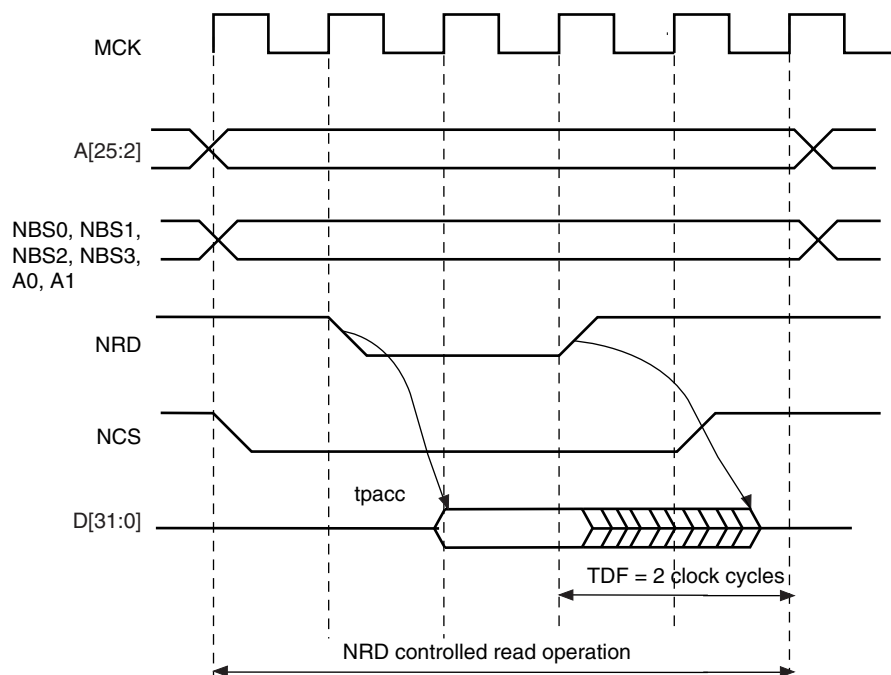 MCK
A[25:2]
NBS0, NBS1,
NBS2, NBS3,
A0, A1
NRD
NCS
tpacc
D[31:0]
TDF = 2 clock cycles
NRD controlled read operation